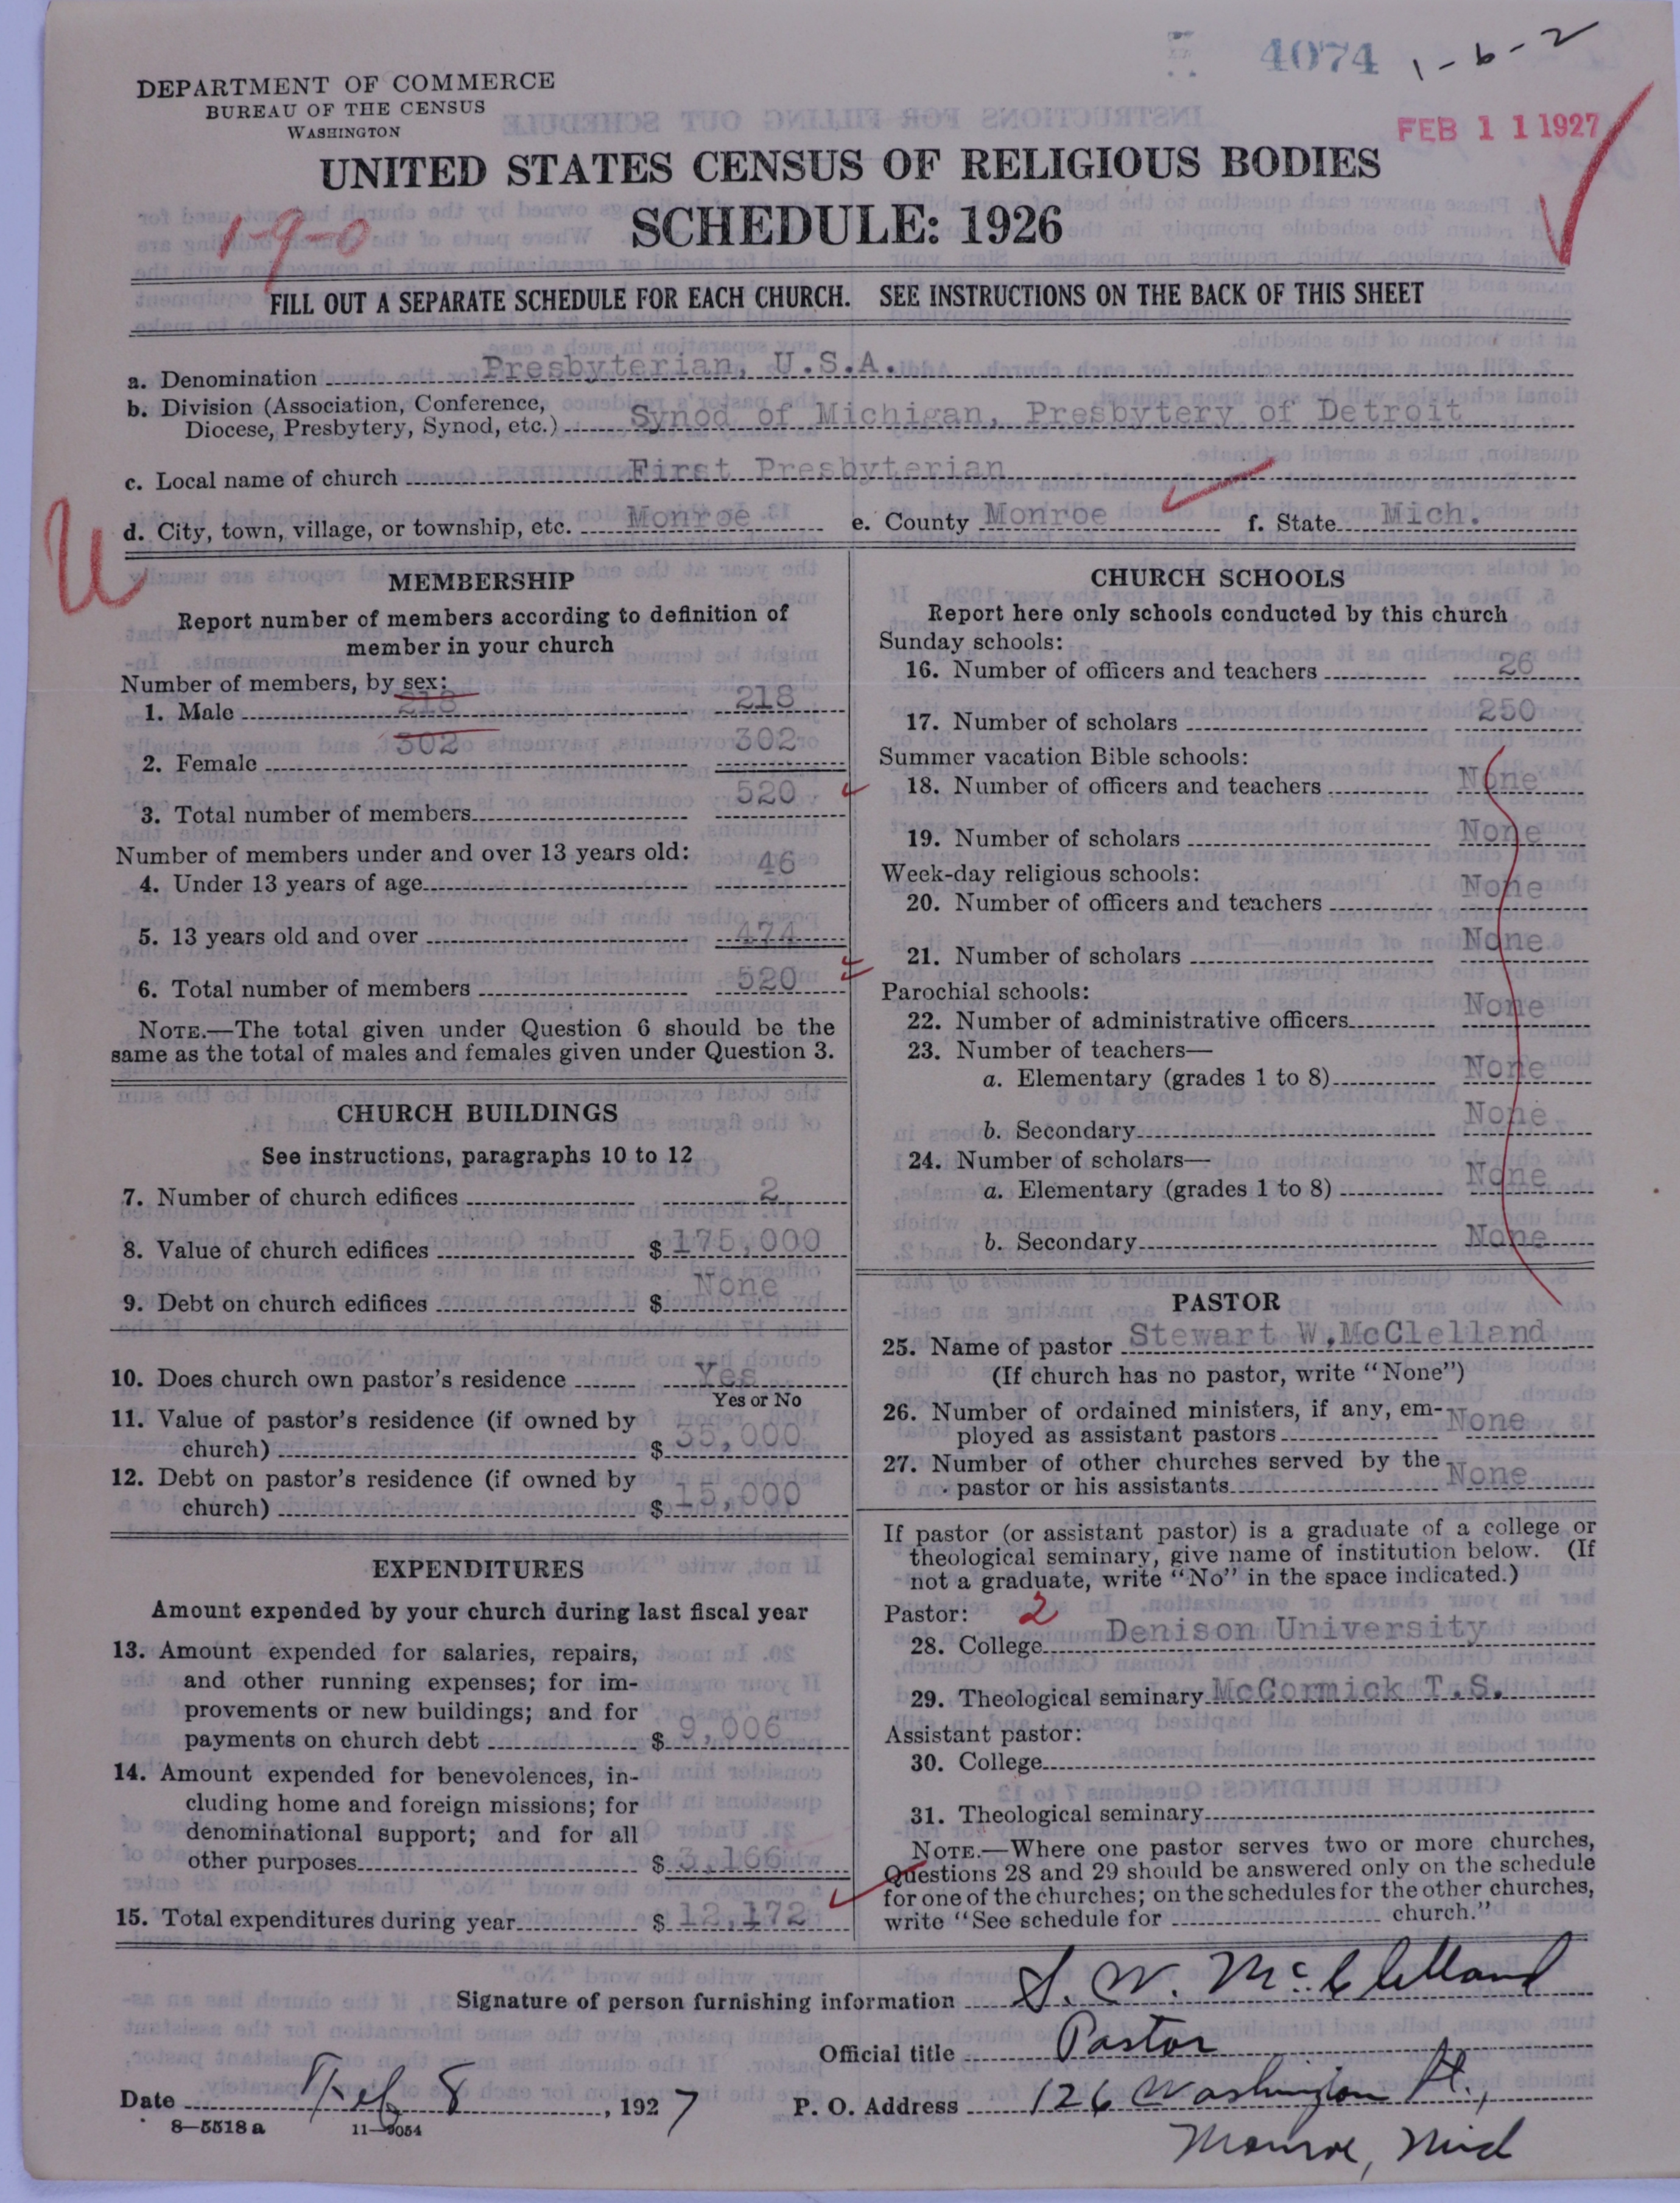 4074 1-6-2
DEPARTMENT OF COMMERCE
BUREAU OF THE CENSUS
WASHINGTON
FEB 11 1927
UNITED STATES CENSUS OF RELIGIOUS BODIES
SCHEDULE: 1926
1-9-0
FILL OUT A SEPARATE SCHEDULE FOR EACH CHURCH. SEE INSTRUCTIONS ON THE BACK OF THIS SHEET
a. Denomination Presbyterian, U.S.A.
b. Division (Association, Conference,
Diocese, Presbytery, Synod, etc.) Synod of Michigan, Presbytery of Detroit
c. Local name of church First Presbyterian
d. City, town, village, or township, etc. Monroe e. County Monroe f. State Mich.
U
MEMBERSHIP
Report number of members according to definition of
member in your church
Number of members, by sex:
1. Male 218 218
2. Female 302 302
3. Total number of members 520
Number of members under and over 13 years old:
4. Under 13 years of age 46
5. 13 years old and over 474
6. Total number of members 520
NOTE.—The total given under Question 6 should be the
same as the total of males and females given under Question 3.
CHURCH BUILDINGS
See instructions, paragraphs 10 to 12
7. Number of church edifices 2
8. Value of church edifices $ 175,000
9. Debt on church edifices $ None
10. Does church own pastor's residence Yes
Yes or No
11. Value of pastor's residence (if owned by
church) $ 35,000
12. Debt on pastor's residence (if owned by
church) $ 15,000
EXPENDITURES
Amount expended by your church during last fiscal year
13. Amount expended for salaries, repairs,
and other running expenses; for im-
provements or new buildings; and for
payments on church debt $ 9,006
14. Amount expended for benevolences, in-
cluding home and foreign missions; for
denominational support; and for all
other purposes $ 3,166
15. Total expenditures during year $ 12,172
CHURCH SCHOOLS
Report here only schools conducted by this church
Sunday schools:
16. Number of officers and teachers 26
17. Number of scholars 250
Summer vacation Bible schools:
18. Number of officers and teachers None
19. Number of scholars None
Week-day religious schools:
20. Number of officers and teachers None
21. Number of scholars None
Parochial schools:
22. Number of administrative officers None
23. Number of teachers—
a. Elementary (grades 1 to 8) None
b. Secondary None
24. Number of scholars—
a. Elementary (grades 1 to 8) None
b. Secondary None
PASTOR
25. Name of pastor Stewart W.McClelland
(If church has no pastor, write "None")
26. Number of ordained ministers, if any, em-
ployed as assistant pastors None
27. Number of other churches served by the
pastor or his assistants None
If pastor (or assistant pastor) is a graduate of a college or
theological seminary, give name of institution below. (If
not a graduate, write "No" in the space indicated.)
Pastor: 2
28. College Denison University
29. Theological seminary McCormick T.S.
Assistant pastor:
30. College
31. Theological seminary
NOTE.—Where one pastor serves two or more churches,
Questions 28 and 29 should be answered only on the schedule
for one of the churches; on the schedules for the other churches,
write "See schedule for church."
Signature of person furnishing information S. W. McClelland
Official title Pastor
Date Feb 8, 1927 P. O. Address 126 Washington St.,
Monroe, Mich
8—5518 a 11—9054